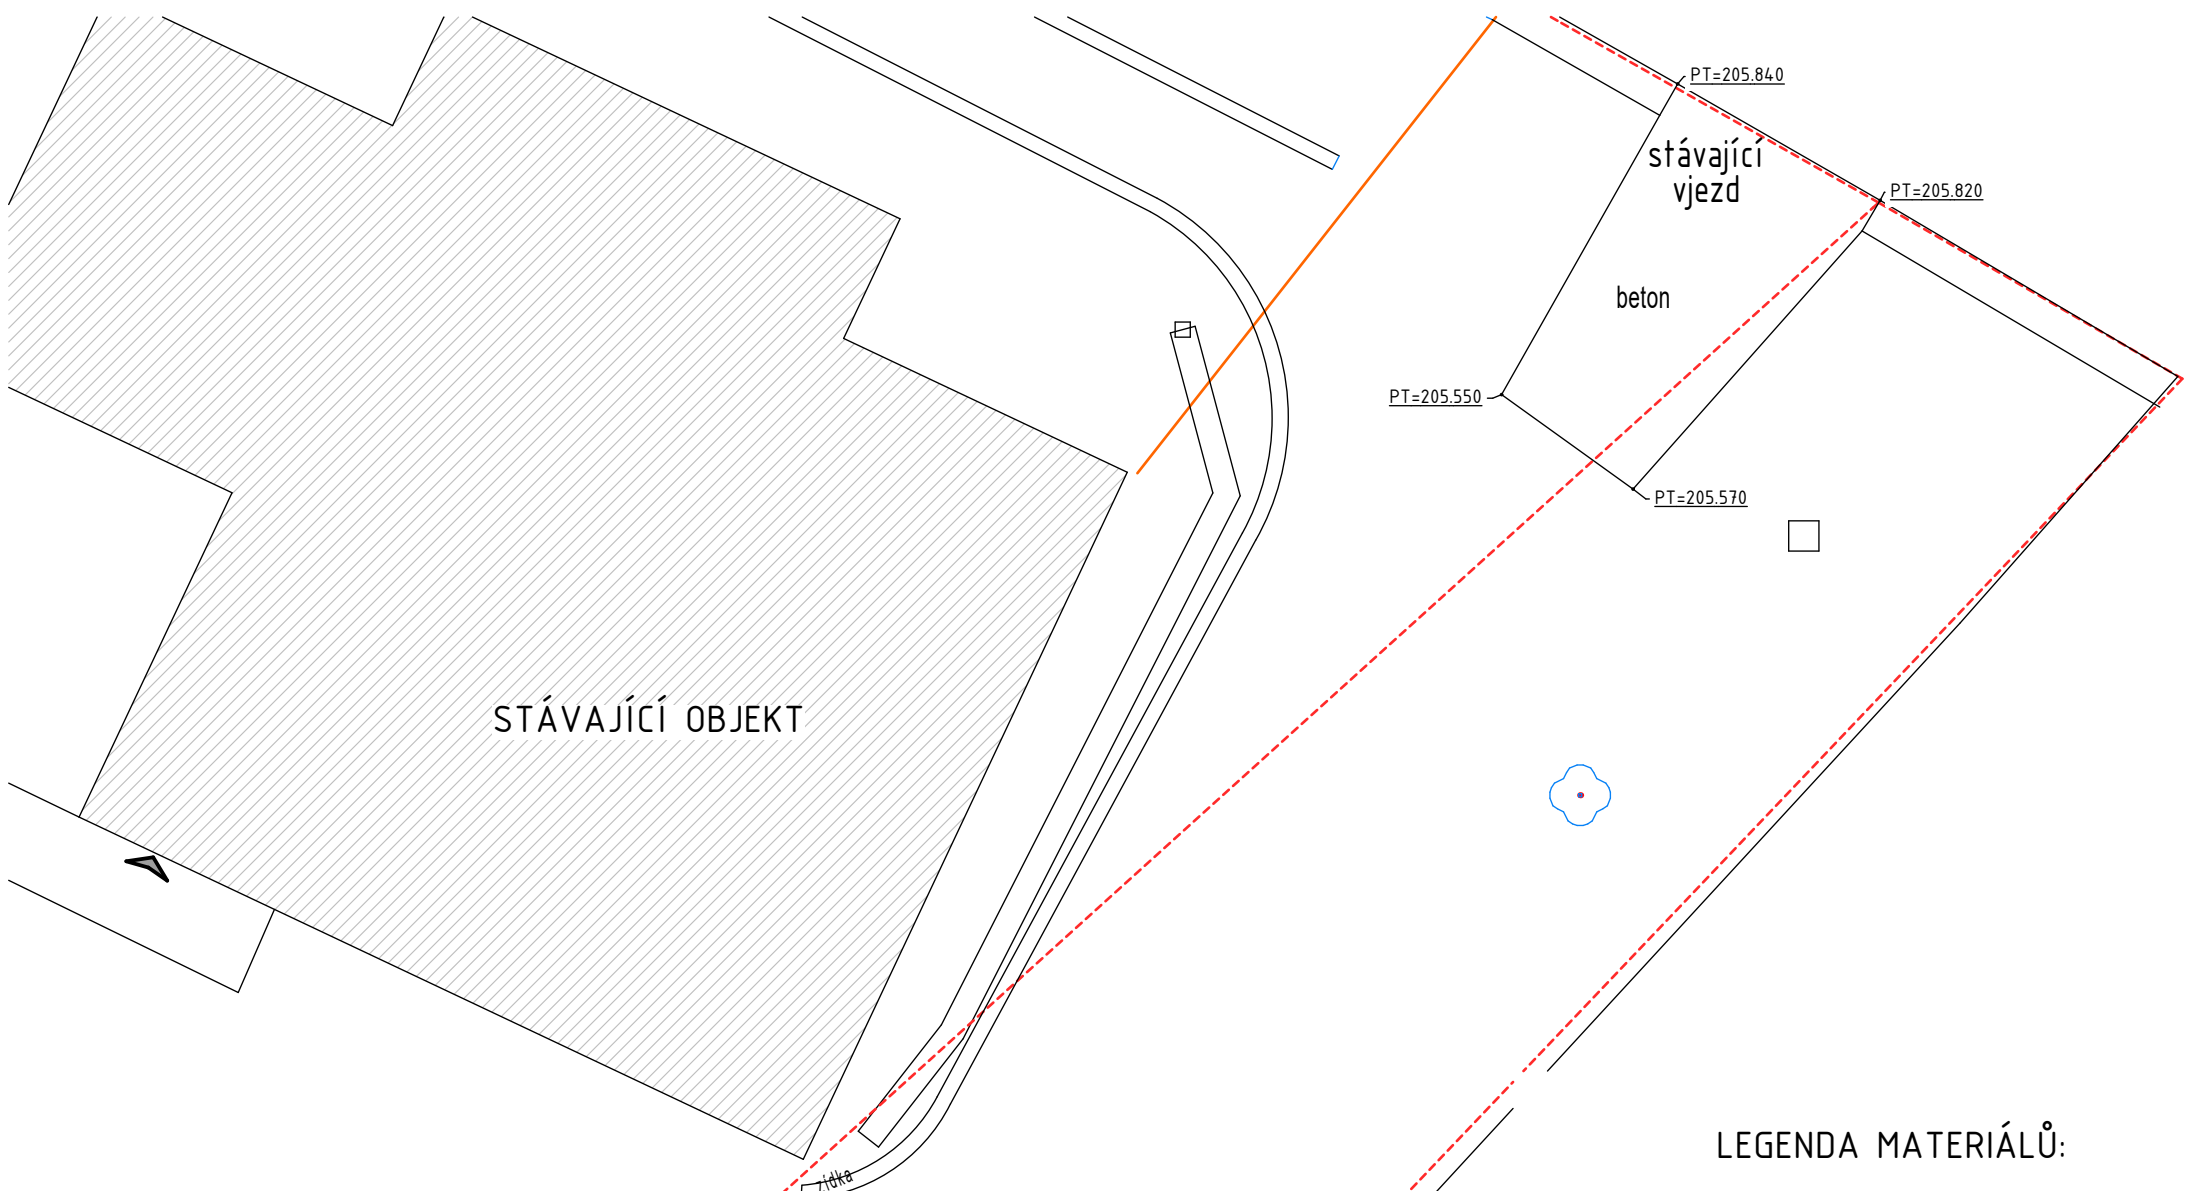 PT=205.840
stávající
vjezd
PT=205.820
beton
PT=205.550
PT=205.570
STÁVAJÍCÍ OBJEKT
LEGENDA MATERIÁLŮ:
zídka